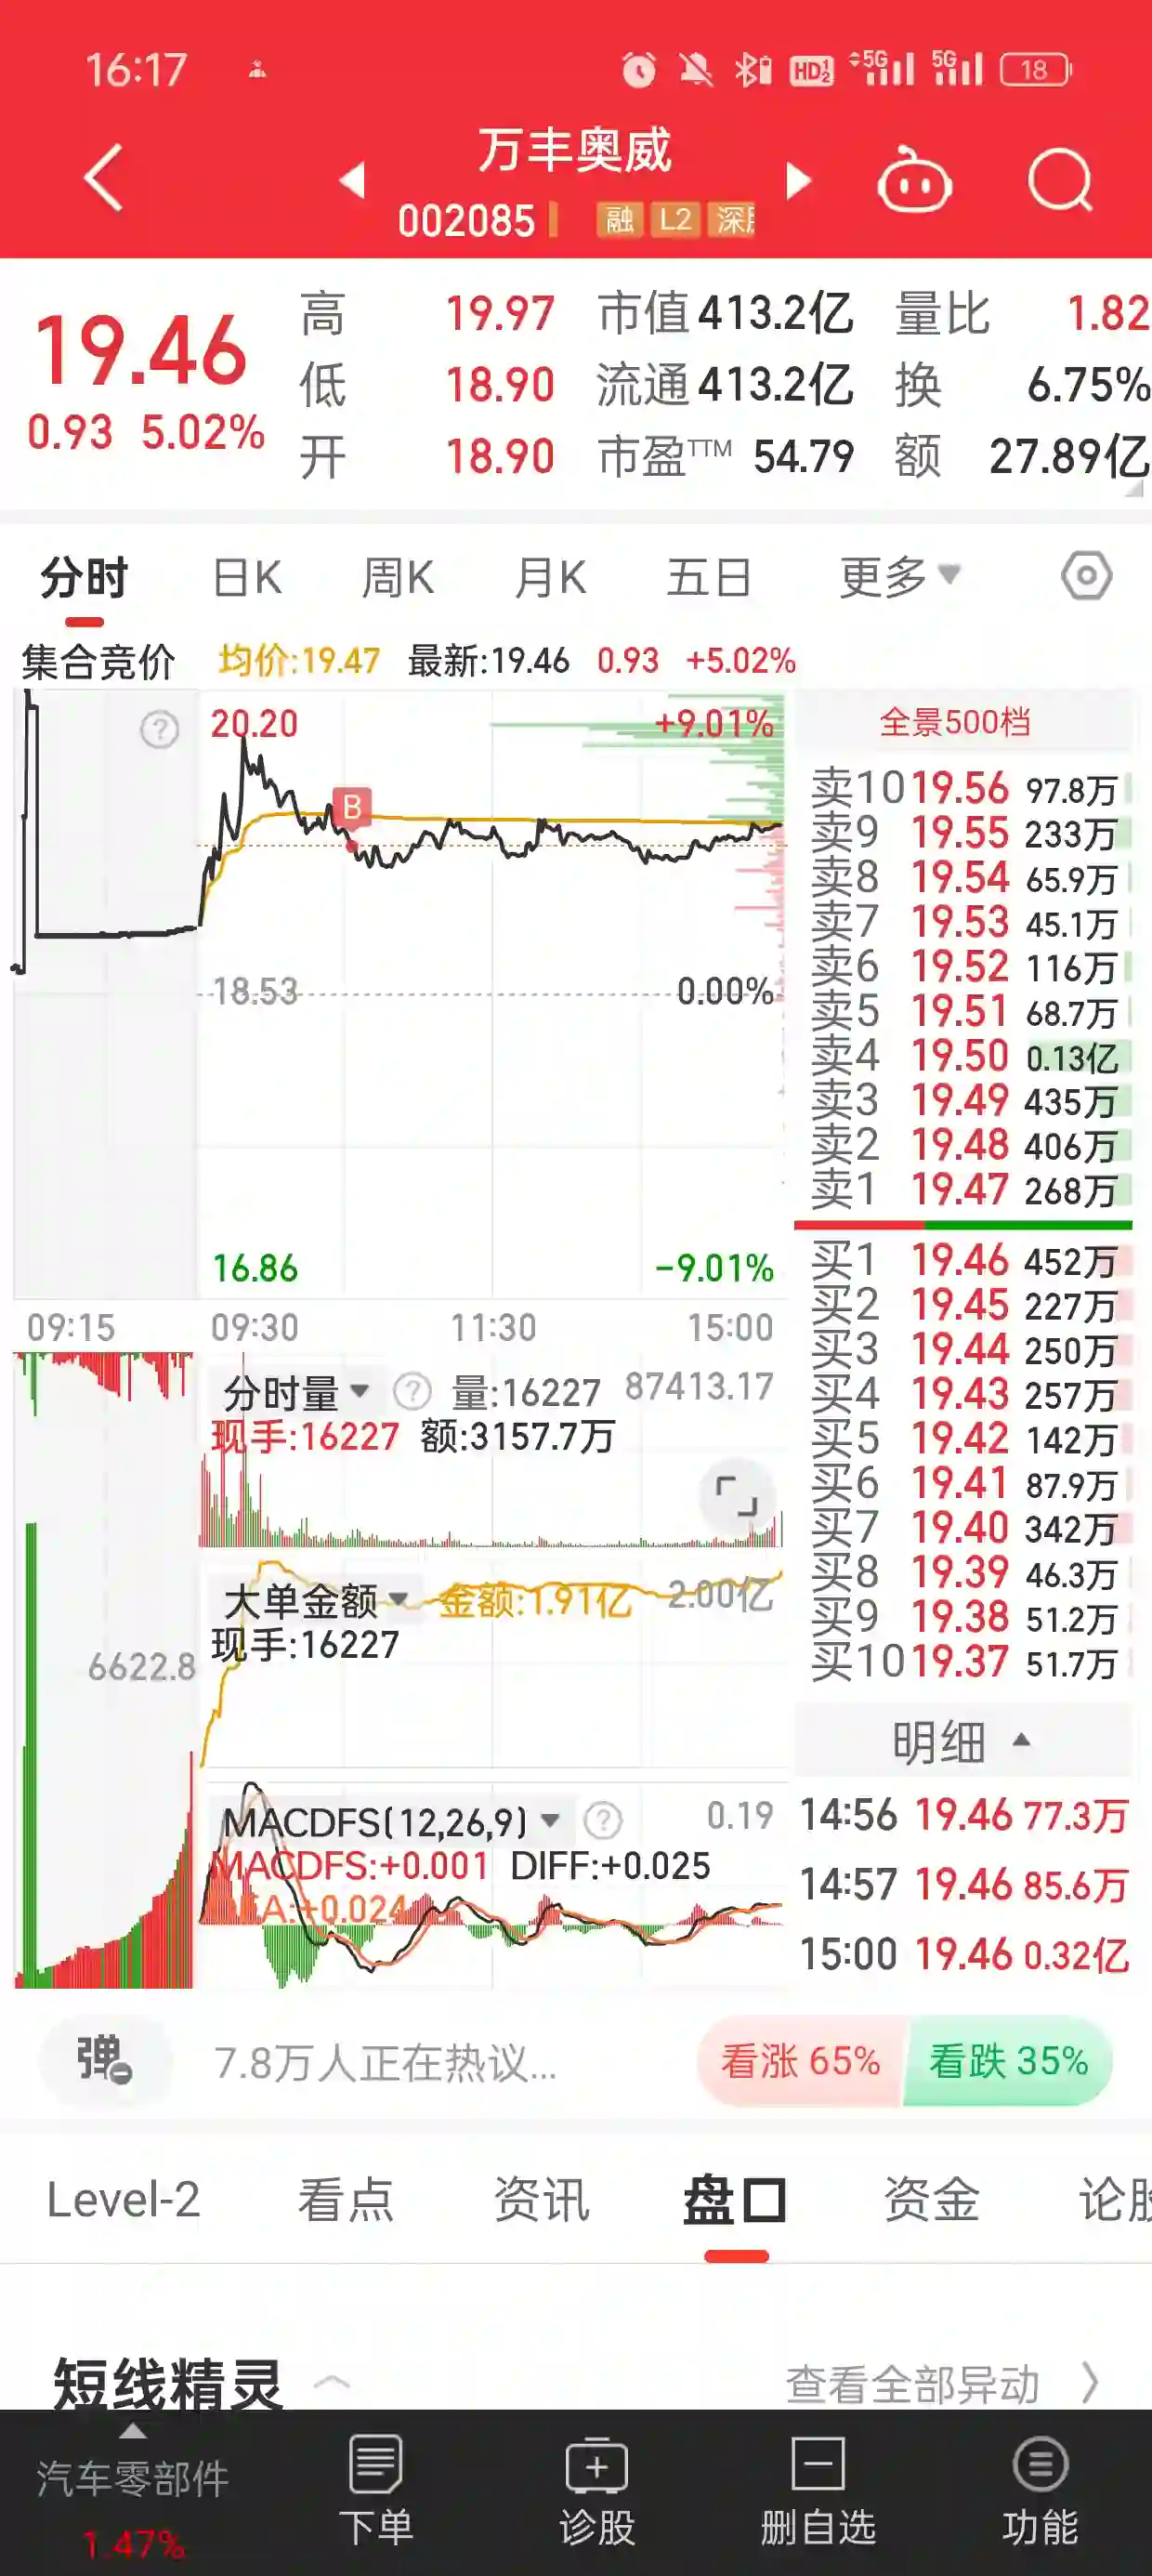 16:17 HD 5G 5G 18
万丰奥威
002085 融 L2
19.46 高 19.97 市值 413.2亿 量比 1.82
0.93 5.02% 低 18.90 流通 413.2亿 换 6.75%
开 18.90 市盈TTM 54.79 额 27.89亿
分时 日K 周K 月K 五日 更多
集合竞价 均价:19.47 最新:19.46 0.93 +5.02%
20.20 +9.01%
B
18.53 0.00%
16.86 -9.01%
09:15 09:30 11:30 15:00
全景500档
卖10 19.56 97.8万
卖9 19.55 233万
卖8 19.54 65.9万
卖7 19.53 45.1万
卖6 19.52 116万
卖5 19.51 68.7万
卖4 19.50 0.13亿
卖3 19.49 435万
卖2 19.48 406万
卖1 19.47 268万
买1 19.46 452万
买2 19.45 227万
买3 19.44 250万
买4 19.43 257万
买5 19.42 142万
买6 19.41 87.9万
买7 19.40 342万
买8 19.39 46.3万
买9 19.38 51.2万
买10 19.37 51.7万
分时量 ? 量:16227 87413.17
现手:16227 额:3157.7万
大单金额 金额:1.91亿 2.00亿
现手:16227
6622.8
MACDFS(12,26,9) ? 0.19
MACDFS:+0.001 DIFF:+0.025
+0.024
明细
14:56 19.46 77.3万
14:57 19.46 85.6万
15:00 19.46 0.32亿
弹 7.8万人正在热议... 看涨 65% 看跌 35%
Level-2 看点 资讯 盘口 资金
短线精灵 查看全部异动
汽车零部件
1.47%
下单 诊股 删自选 功能